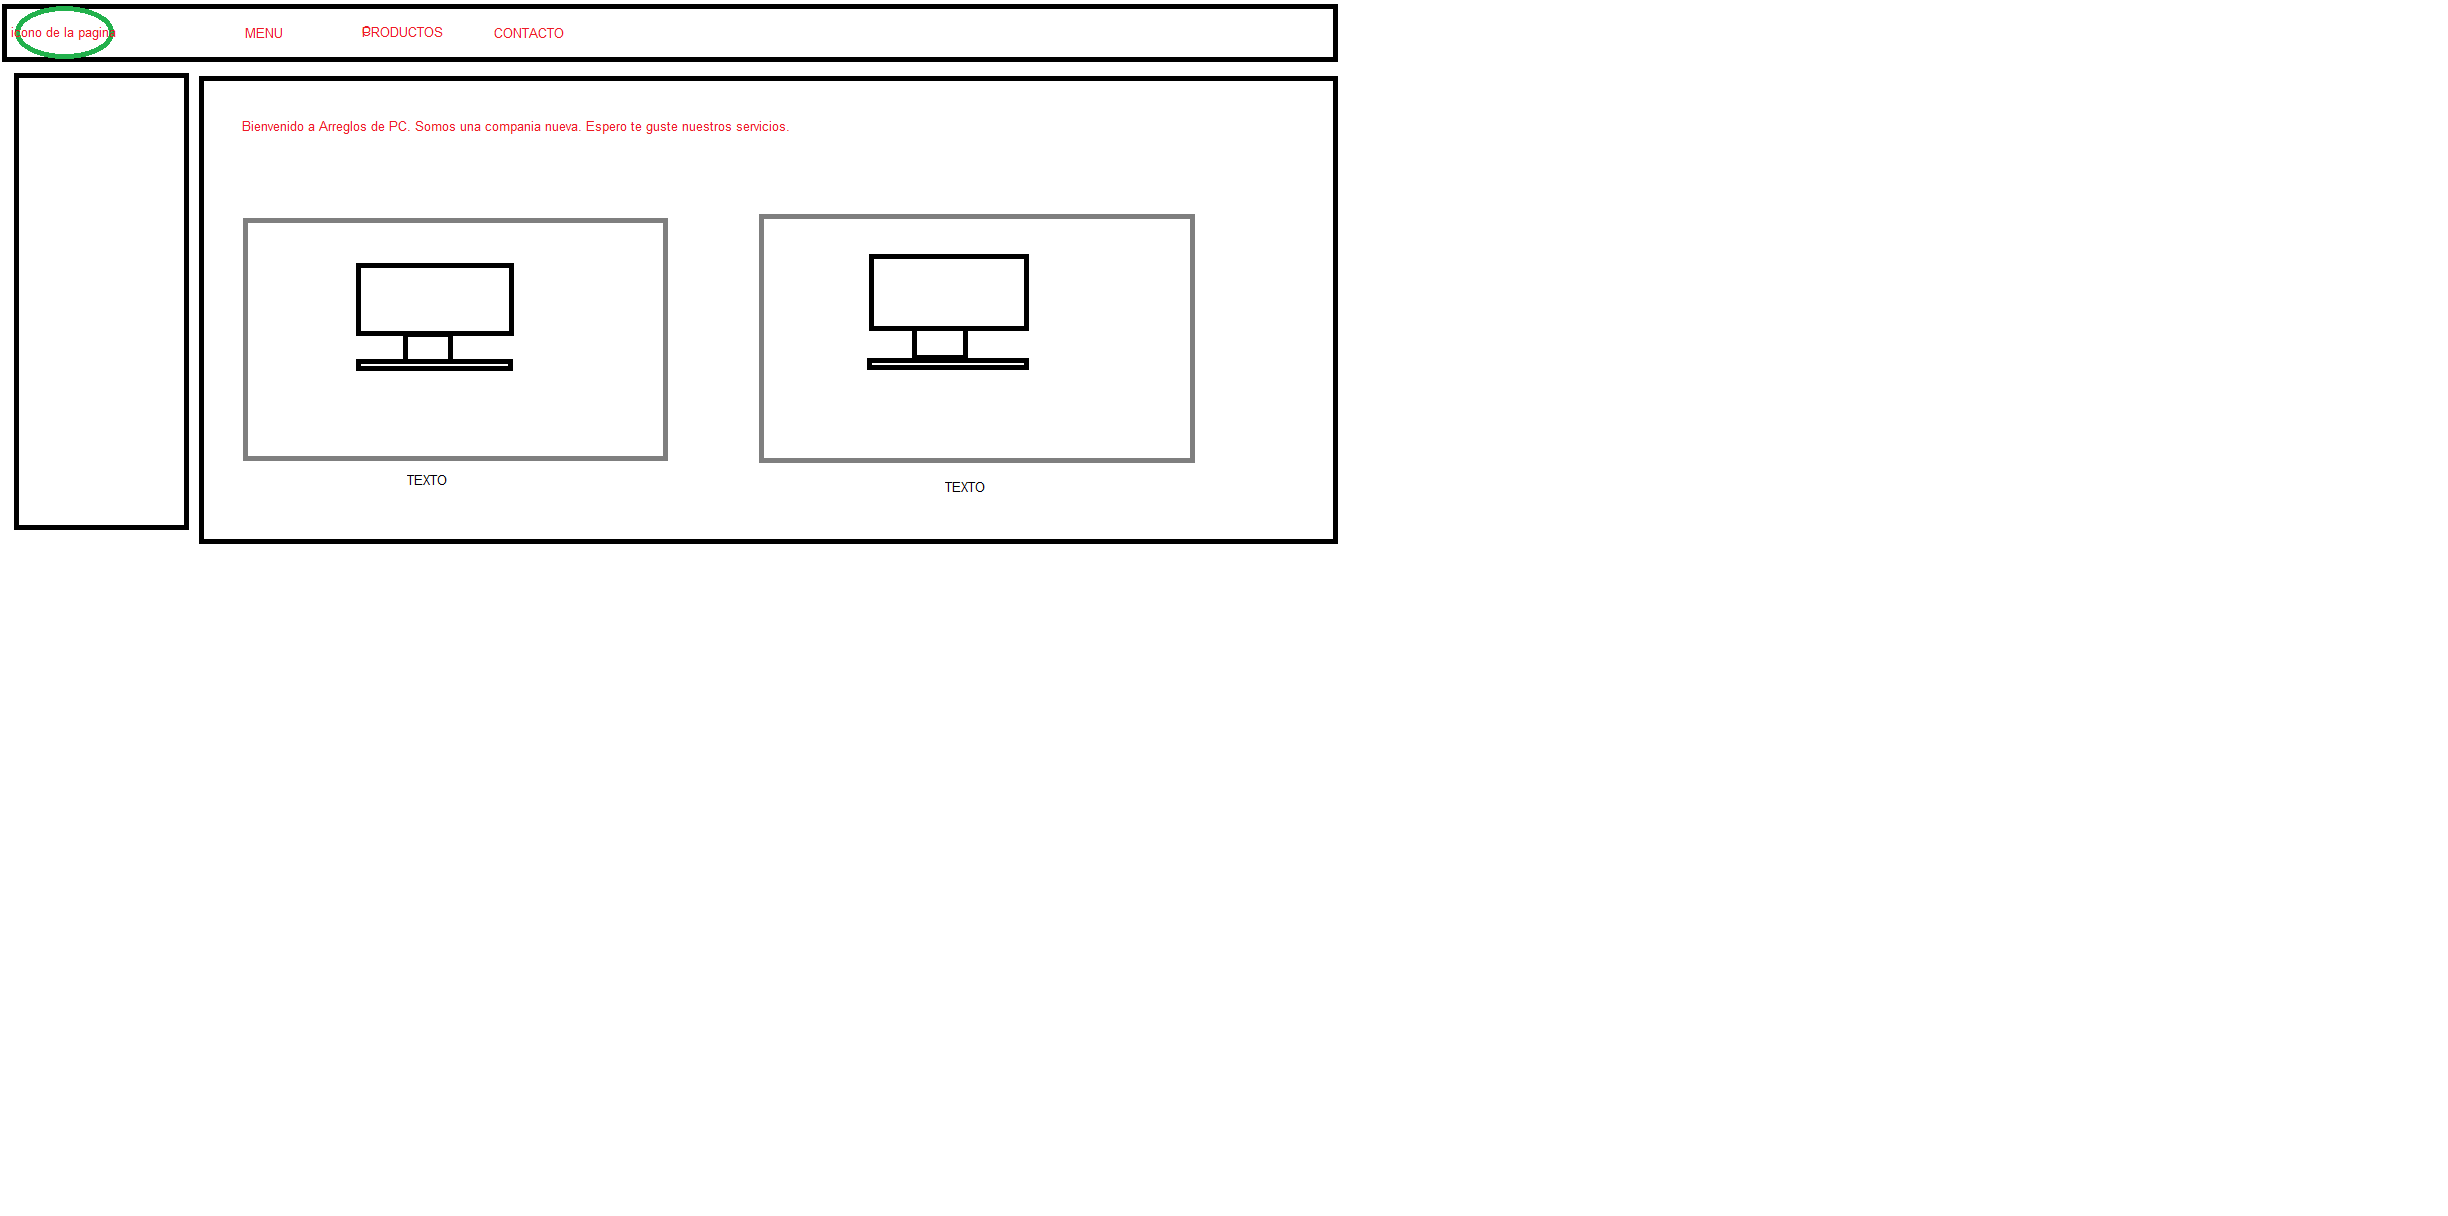 icono de la pagina
MENU
PRODUCTOS
CONTACTO
Bienvenido a Arreglos de PC. Somos una compania nueva. Espero te guste nuestros servicios.
TEXTO
TEXTO